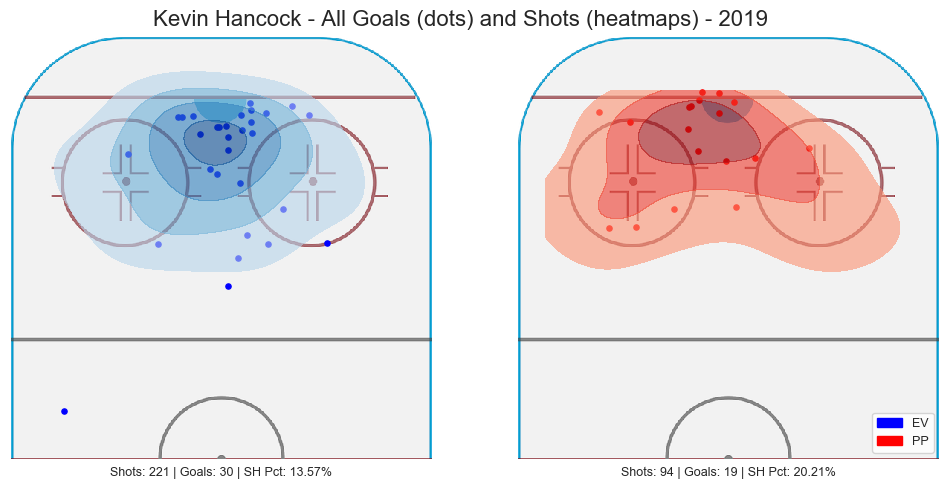 Kevin Hancock - All Goals (dots) and Shots (heatmaps) - 2019
EV
PP
Shots: 221 | Goals: 30 | SH Pct: 13.57%
Shots: 94 | Goals: 19 | SH Pct: 20.21%